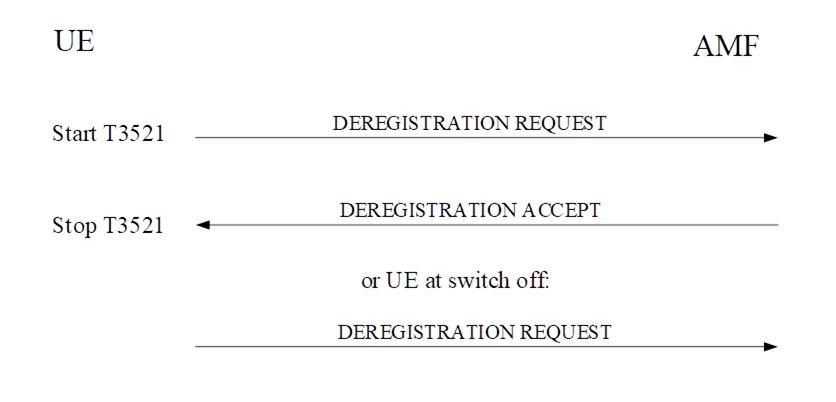 UE
AMF
Start T3521
DEREGISTRATION REQUEST
Stop T3521
DEREGISTRATION ACCEPT
or UE at switch off:
DEREGISTRATION REQUEST